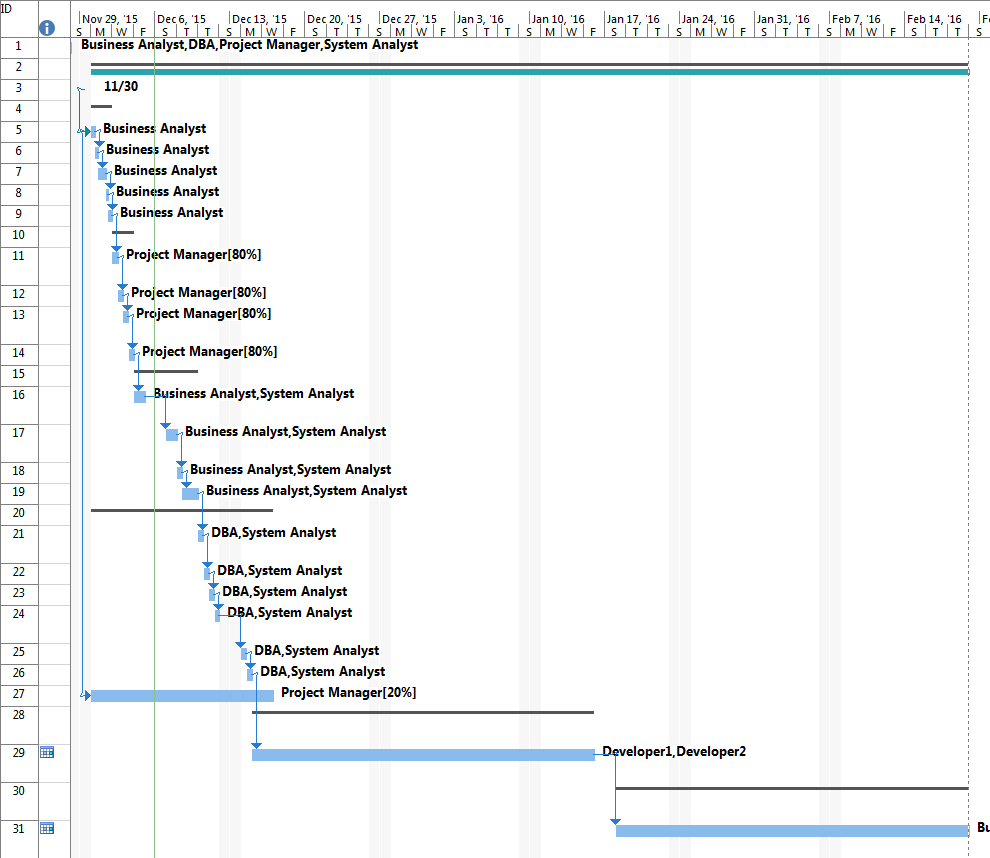 ID
Nov 29, '15 Dec 6, '15 Dec 13, '15 Dec 20, '15 Dec 27, '15 Jan 3, '16 Jan 10, '16 Jan 17, '16 Jan 24, '16 Jan 31, '16 Feb 7, '16 Feb 14, '16 Fe
S M W F S T T S M W F S T T S M W F S T T S M W F S T T S M W F S T T S M W F S T T S
1 Business Analyst,DBA,Project Manager,System Analyst
2
3 11/30
4
5 Business Analyst
6 Business Analyst
7 Business Analyst
8 Business Analyst
9 Business Analyst
10
11 Project Manager[80%]
12 Project Manager[80%]
13 Project Manager[80%]
14 Project Manager[80%]
15
16 Business Analyst,System Analyst
17 Business Analyst,System Analyst
18 Business Analyst,System Analyst
19 Business Analyst,System Analyst
20
21 DBA,System Analyst
22 DBA,System Analyst
23 DBA,System Analyst
24 DBA,System Analyst
25 DBA,System Analyst
26 DBA,System Analyst
27 Project Manager[20%]
28
29 Developer1,Developer2
30
31 Bu